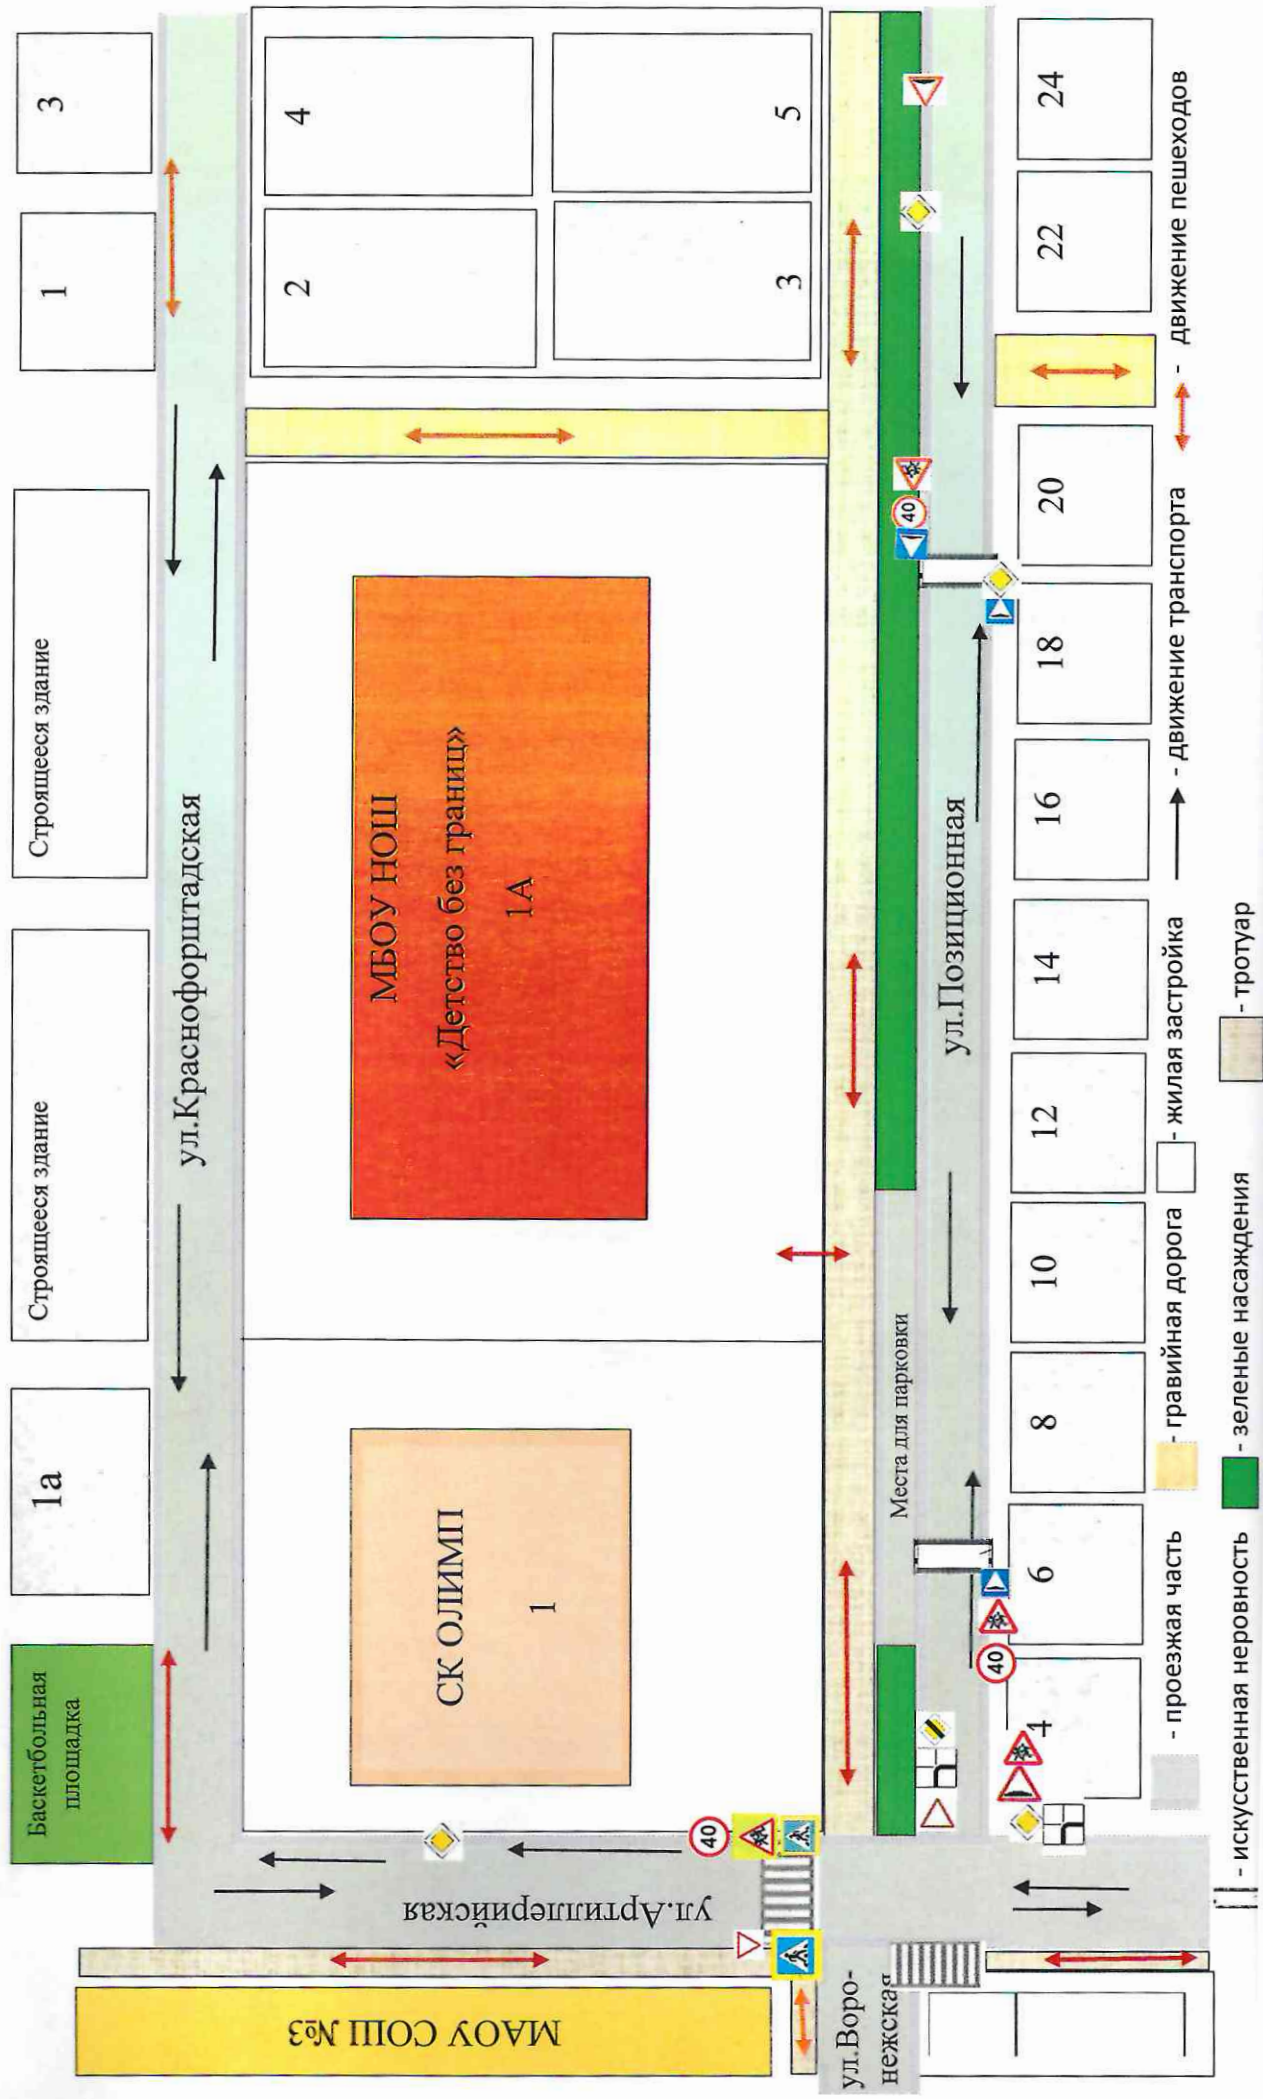 Баскетбольная
площадка
1а
Строящееся здание
Строящееся здание
1
3
ул.Краснофорштадская
МАОУ СОШ №3
ул.Артиллерийская
СК ОЛИМП
1
МБОУ НОШ
«Детство без границ»
1А
2
4
3
5
40
ул.Воро-
нежская
Места для парковки
40
ул.Позиционная
40
4
6
8
10
12
14
16
18
20
22
24
- проезжая часть
- гравийная дорога
- жилая застройка
- движение транспорта
- движение пешеходов
- искусственная неровность
- зеленые насаждения
- тротуар